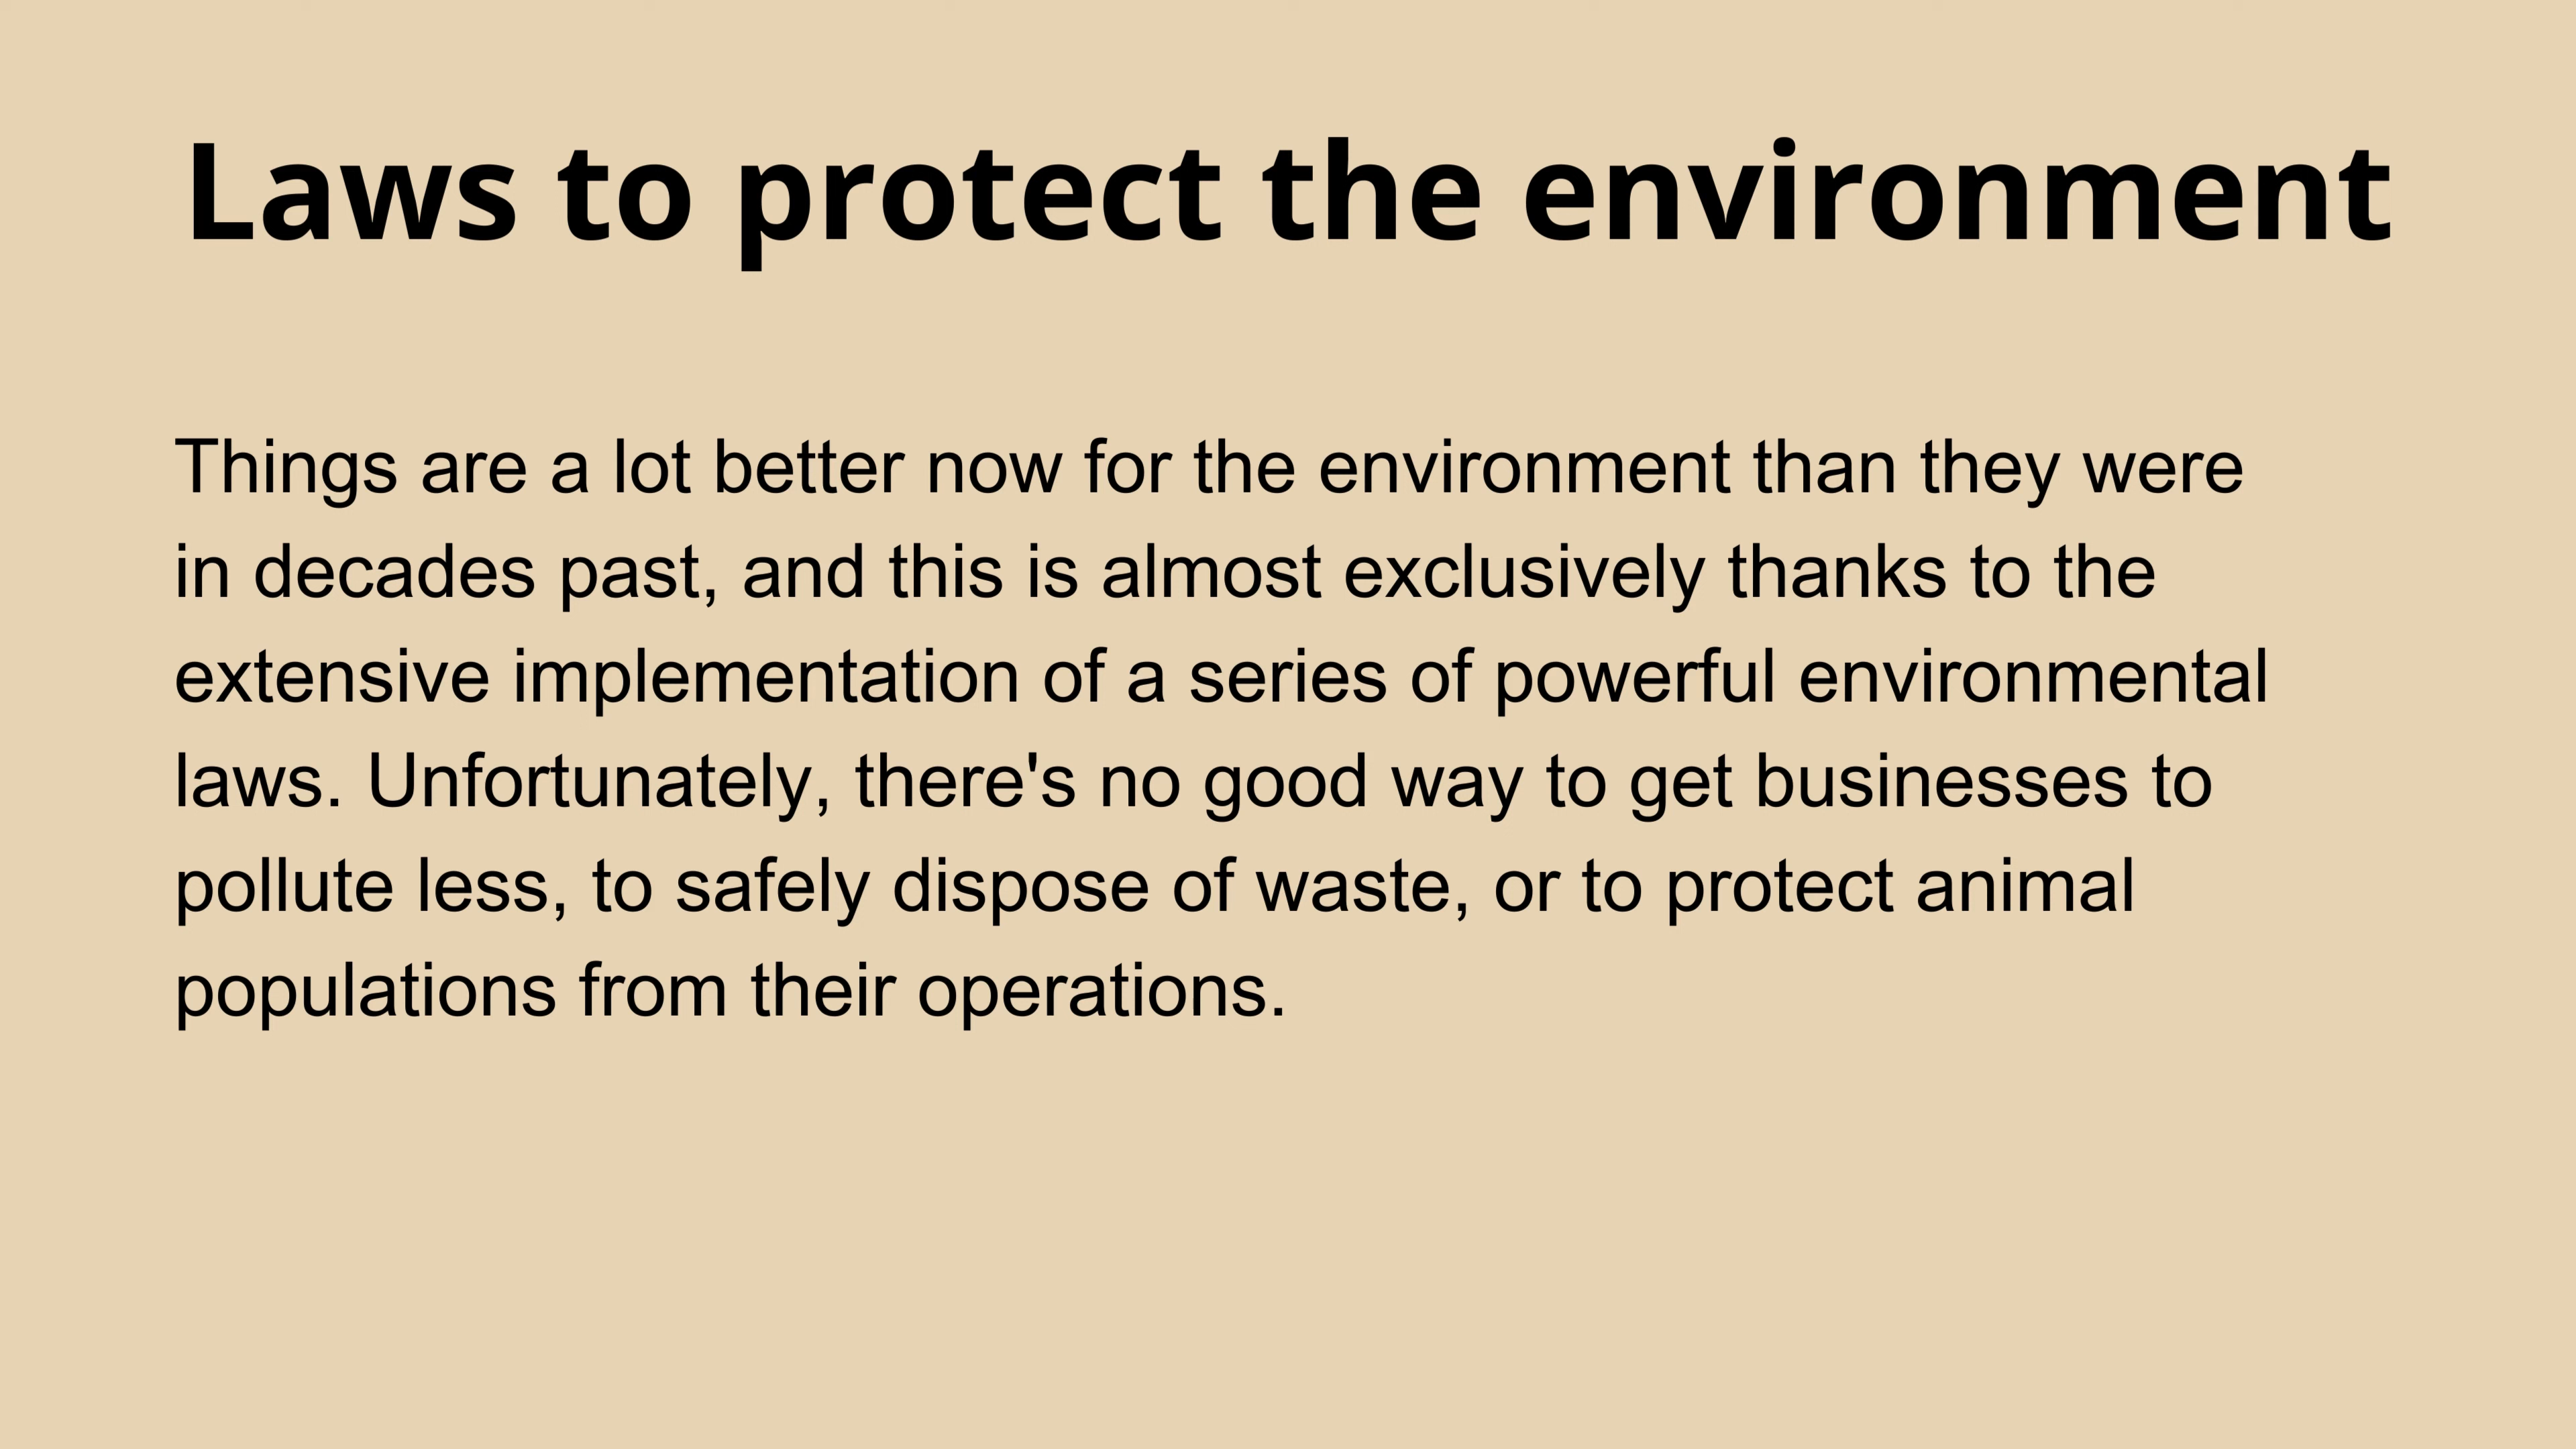 Laws to protect the environment
Things are a lot better now for the environment than they were
in decades past, and this is almost exclusively thanks to the
extensive implementation of a series of powerful environmental
laws. Unfortunately, there's no good way to get businesses to
pollute less, to safely dispose of waste, or to protect animal
populations from their operations.